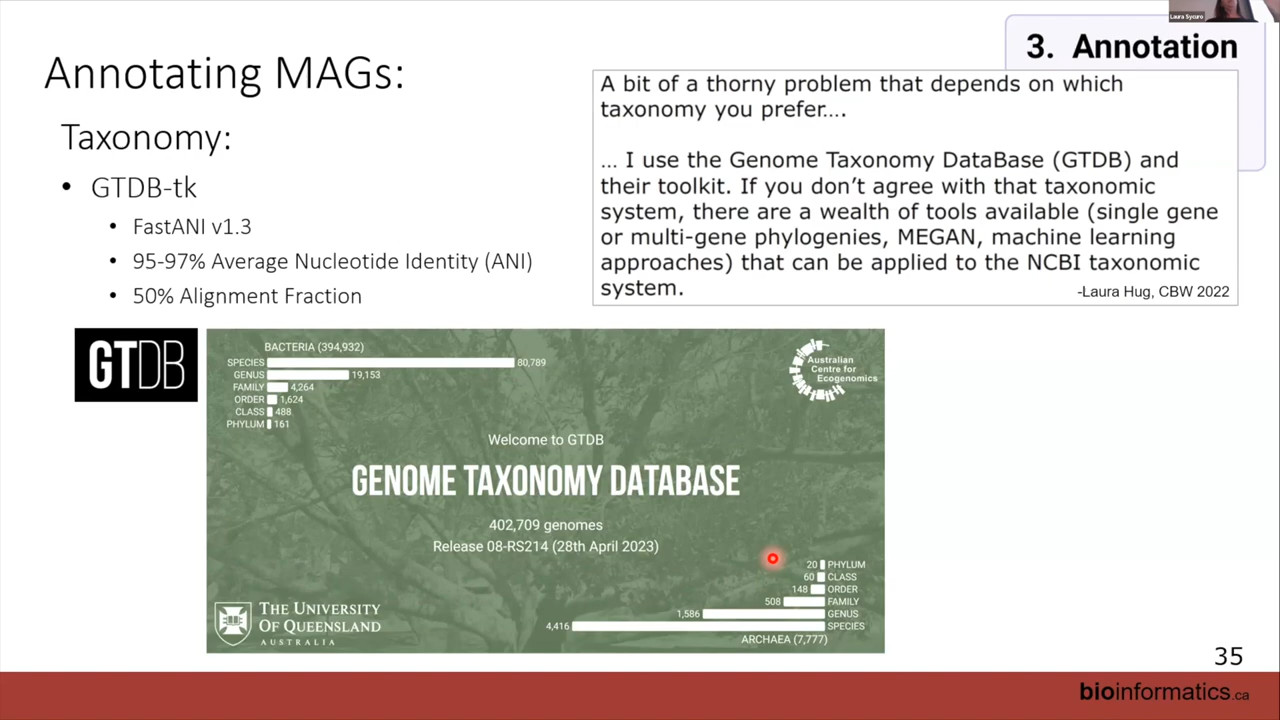 Laura Sycuro
3. Annotation
Annotating MAGs:
Taxonomy:
• GTDB-tk
• FastANI v1.3
• 95-97% Average Nucleotide Identity (ANI)
• 50% Alignment Fraction
A bit of a thorny problem that depends on which
taxonomy you prefer….
… I use the Genome Taxonomy DataBase (GTDB) and
their toolkit. If you don’t agree with that taxonomic
system, there are a wealth of tools available (single gene
or multi-gene phylogenies, MEGAN, machine learning
approaches) that can be applied to the NCBI taxonomic
system.
-Laura Hug, CBW 2022
GTDB
BACTERIA (394,932)
SPECIES 80,789
GENUS 19,153
FAMILY 4,264
ORDER 1,624
CLASS 488
PHYLUM 161
Australian
Centre for
Ecogenomics
Welcome to GTDB
GENOME TAXONOMY DATABASE
402,709 genomes
Release 08-RS214 (28th April 2023)
20 PHYLUM
60 CLASS
148 ORDER
508 FAMILY
1,586 GENUS
4,416 SPECIES
ARCHAEA (7,777)
THE UNIVERSITY
OF QUEENSLAND
AUSTRALIA
35
bioinformatics.ca